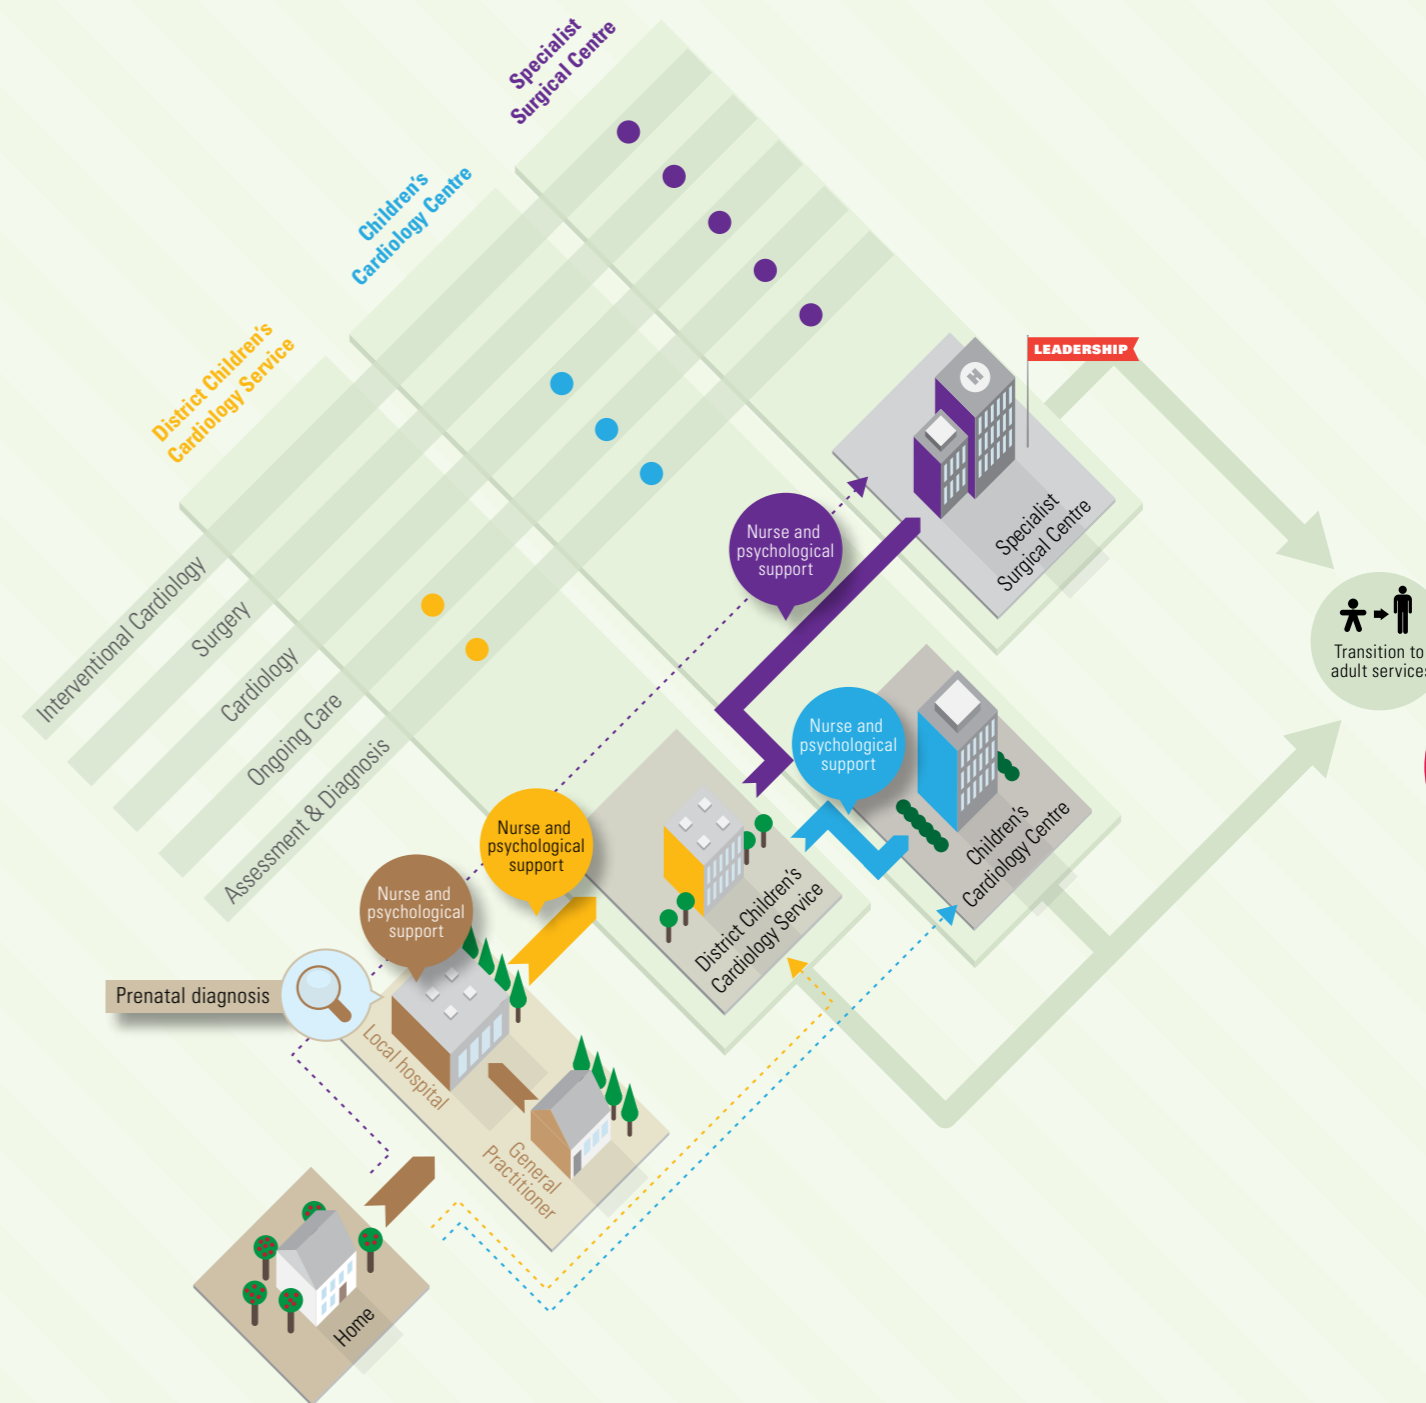 Specialist
Surgical Centre
Children's
Cardiology Centre
District Children's
Cardiology Service
Interventional Cardiology
Surgery
Cardiology
Ongoing Care
Assessment & Diagnosis
LEADERSHIP
H
Specialist
Surgical Centre
Nurse and
psychological
support
Transition to
adult services
Nurse and
psychological
support
Children's
Cardiology Centre
Nurse and
psychological
support
District Children's
Cardiology Service
Nurse and
psychological
support
Prenatal diagnosis
Local hospital
General
Practitioner
Home